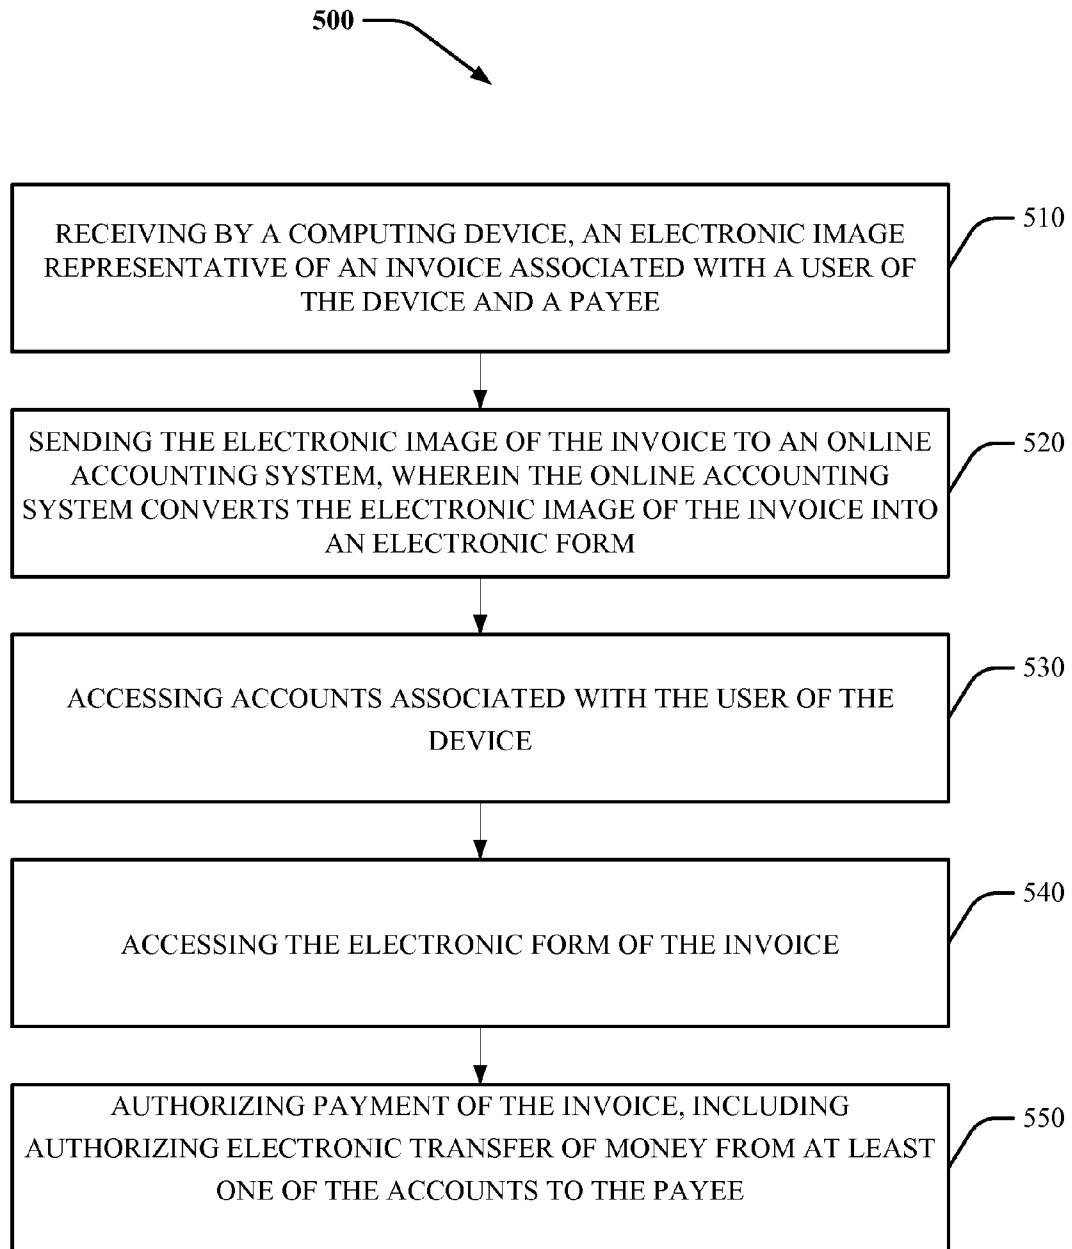 500
RECEIVING BY A COMPUTING DEVICE, AN ELECTRONIC IMAGE
REPRESENTATIVE OF AN INVOICE ASSOCIATED WITH A USER OF
THE DEVICE AND A PAYEE
510
SENDING THE ELECTRONIC IMAGE OF THE INVOICE TO AN ONLINE
ACCOUNTING SYSTEM, WHEREIN THE ONLINE ACCOUNTING
SYSTEM CONVERTS THE ELECTRONIC IMAGE OF THE INVOICE INTO
AN ELECTRONIC FORM
520
ACCESSING ACCOUNTS ASSOCIATED WITH THE USER OF THE
DEVICE
530
ACCESSING THE ELECTRONIC FORM OF THE INVOICE
540
AUTHORIZING PAYMENT OF THE INVOICE, INCLUDING
AUTHORIZING ELECTRONIC TRANSFER OF MONEY FROM AT LEAST
ONE OF THE ACCOUNTS TO THE PAYEE
550